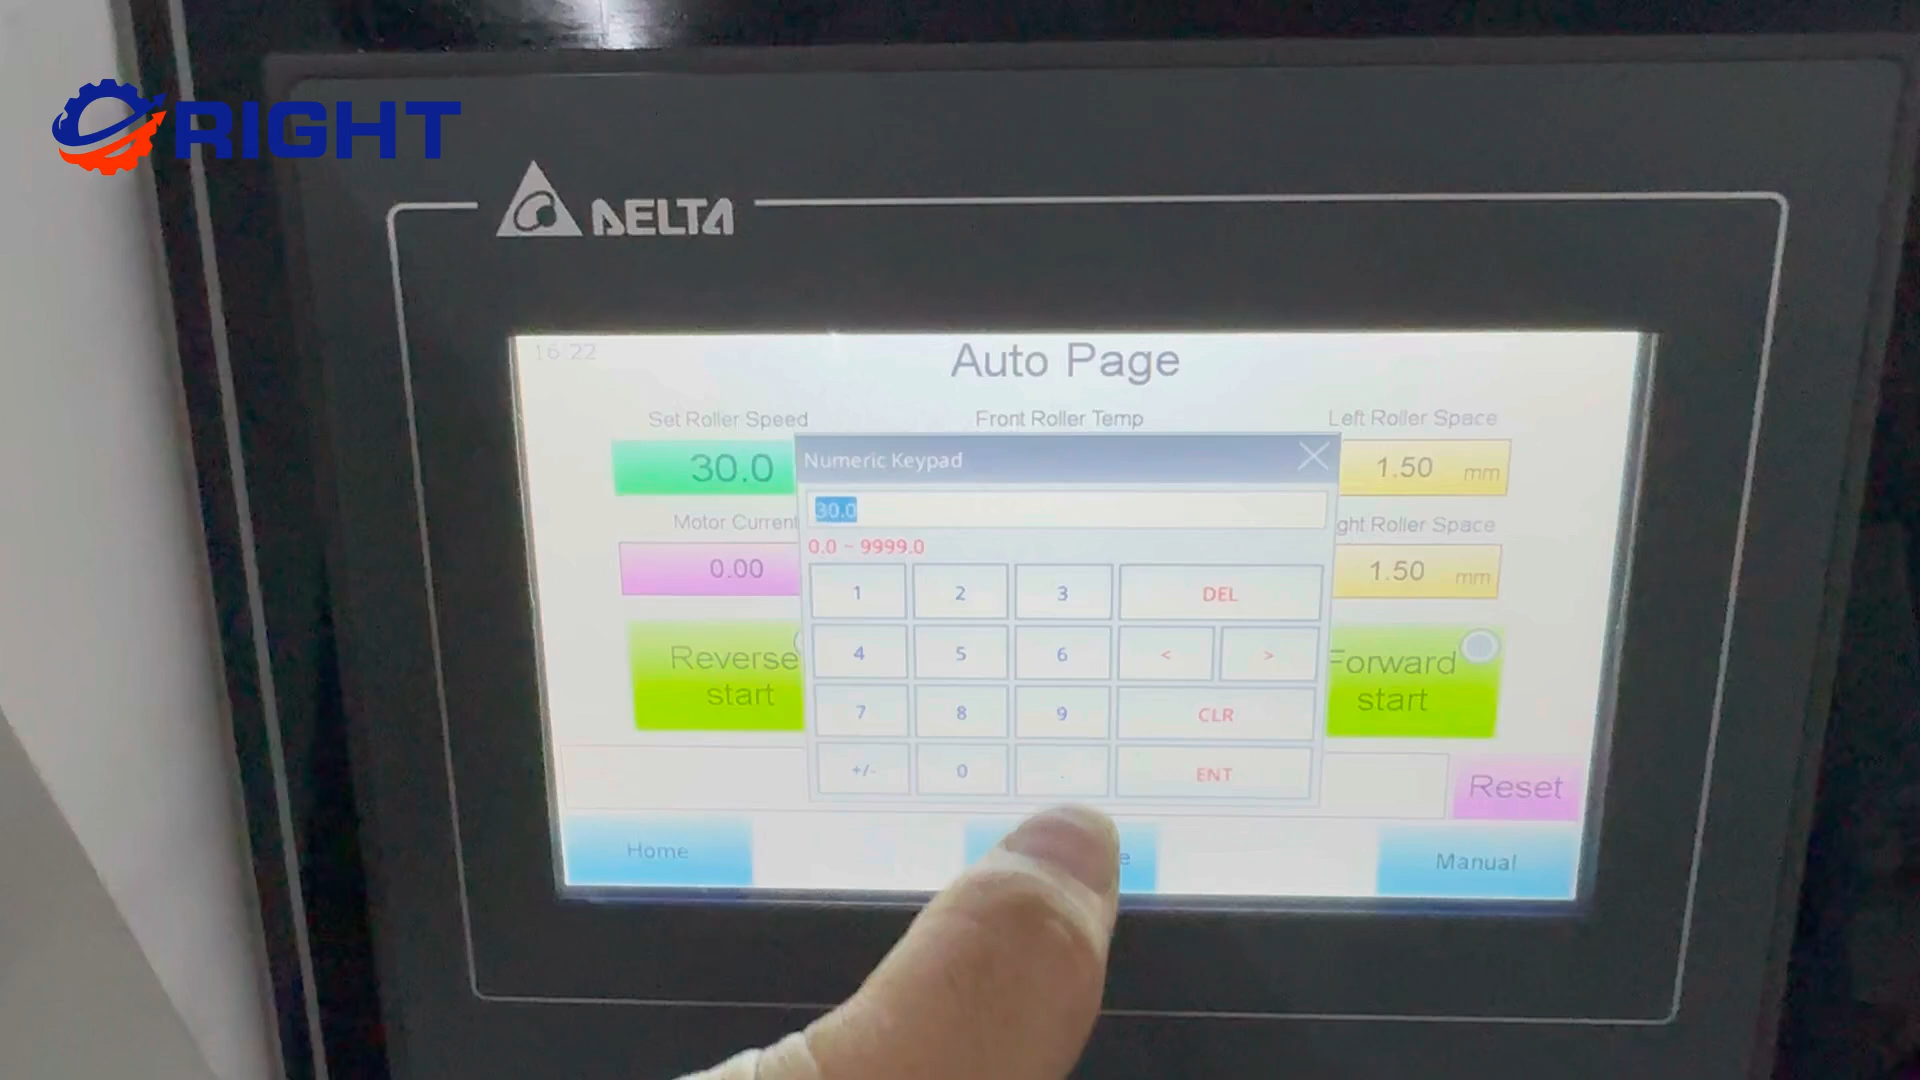 RIGHT
DELTA
16:22
Auto Page
Set Roller Speed
Front Roller Temp
Left Roller Space
30.0
Numeric Keypad
1.50 mm
30.0
Motor Current
ght Roller Space
0.0 ~ 9999.0
0.00
1.50 mm
1 2 3 DEL
Reverse start
4 5 6 < >
Forward start
7 8 9 CLR
+/- 0 . ENT
Reset
Home
e
Manual